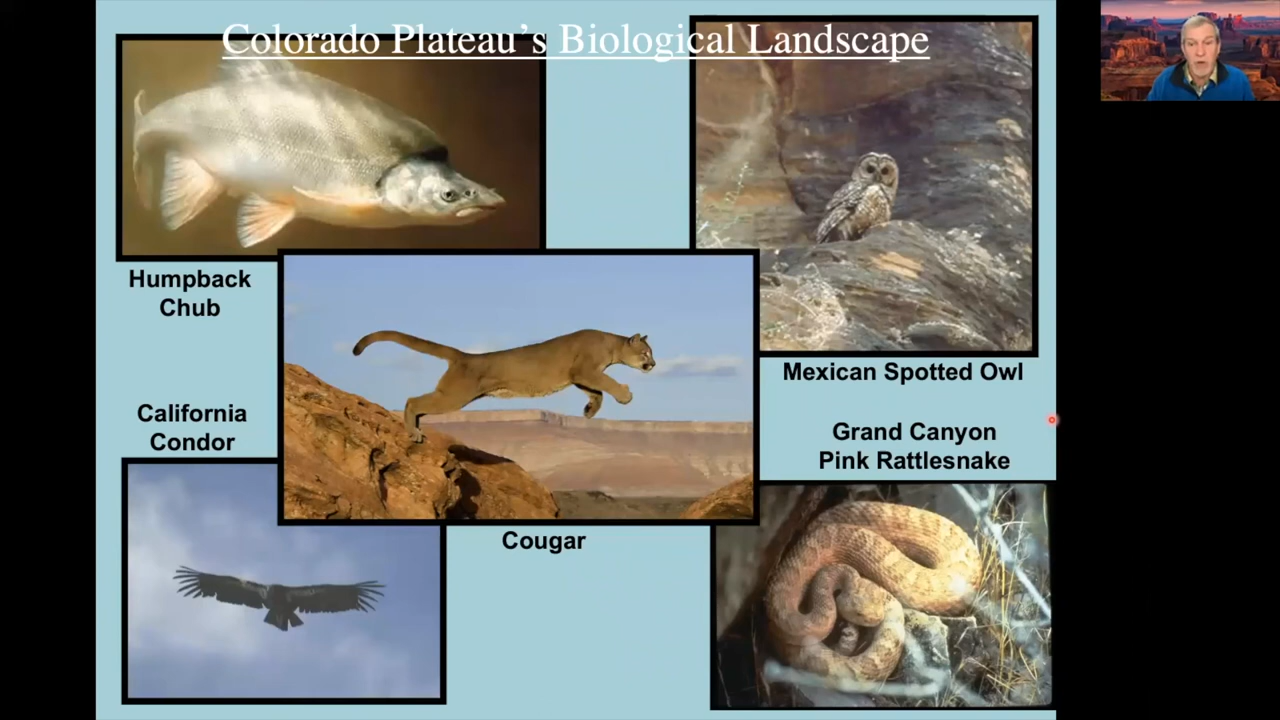 Colorado Plateau's Biological Landscape
Humpback
Chub
Mexican Spotted Owl
California
Condor
Grand Canyon
Pink Rattlesnake
Cougar